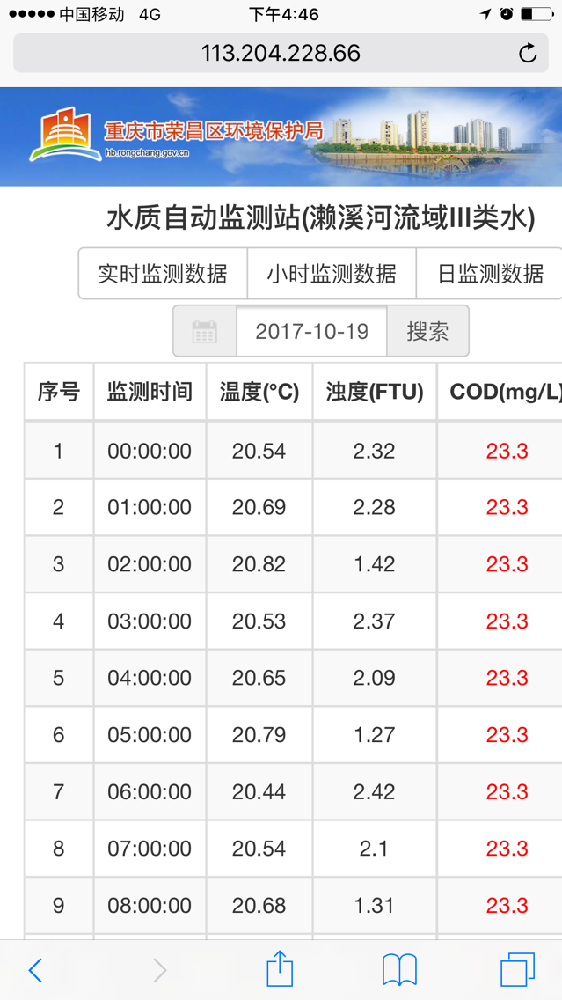 中国移动 4G 下午4:46
113.204.228.66
重庆市荣昌区环境保护局
hb.rongchang.gov.cn
水质自动监测站(濑溪河流域III类水)
实时监测数据 小时监测数据 日监测数据
2017-10-19 搜索
序号 监测时间 温度(°C) 浊度(FTU) COD(mg/L)
1 00:00:00 20.54 2.32 23.3
2 01:00:00 20.69 2.28 23.3
3 02:00:00 20.82 1.42 23.3
4 03:00:00 20.53 2.37 23.3
5 04:00:00 20.65 2.09 23.3
6 05:00:00 20.79 1.27 23.3
7 06:00:00 20.44 2.42 23.3
8 07:00:00 20.54 2.1 23.3
9 08:00:00 20.68 1.31 23.3